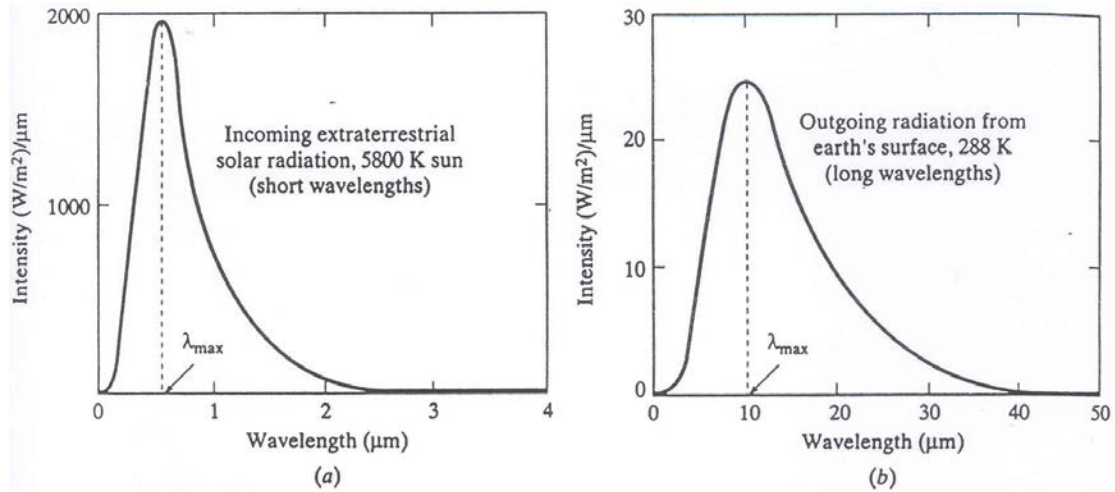 2000
1000
0
Intensity (W/m²)/μm
Incoming extraterrestrial
solar radiation, 5800 K sun
(short wavelengths)
λmax
0 1 2 3 4
Wavelength (μm)
(a)
30
20
10
0
Intensity (W/m²)/μm
Outgoing radiation from
earth's surface, 288 K
(long wavelengths)
λmax
0 10 20 30 40 50
Wavelength (μm)
(b)